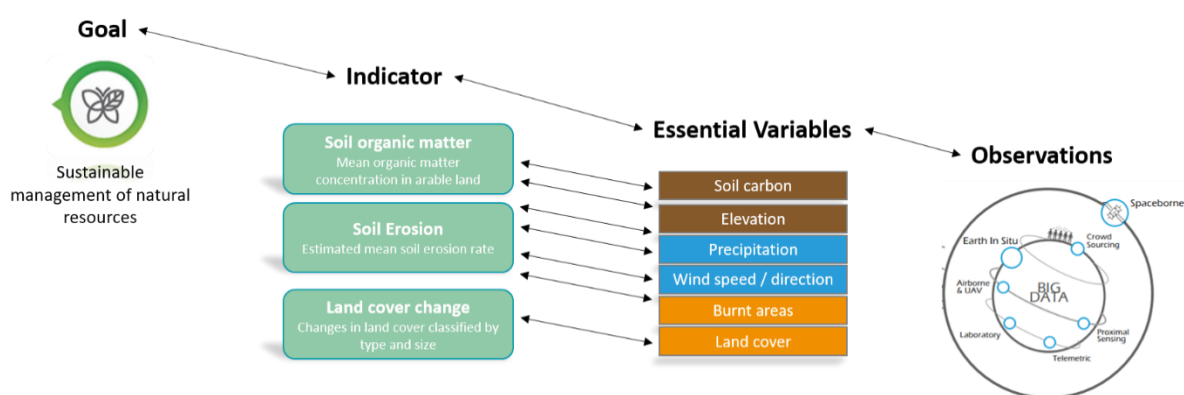 Goal
Indicator
Essential Variables
Observations
Sustainable
management of natural
resources
Soil organic matter
Mean organic matter
concentration in arable land
Soil Erosion
Estimated mean soil erosion rate
Land cover change
Changes in land cover classified by
type and size
Soil carbon
Elevation
Precipitation
Wind speed / direction
Burnt areas
Land cover
Spaceborne
Earth In Situ
Crowd
Sourcing
Airborne
& UAV
BIG
DATA
Laboratory
Proximal
Sensing
Telemetric